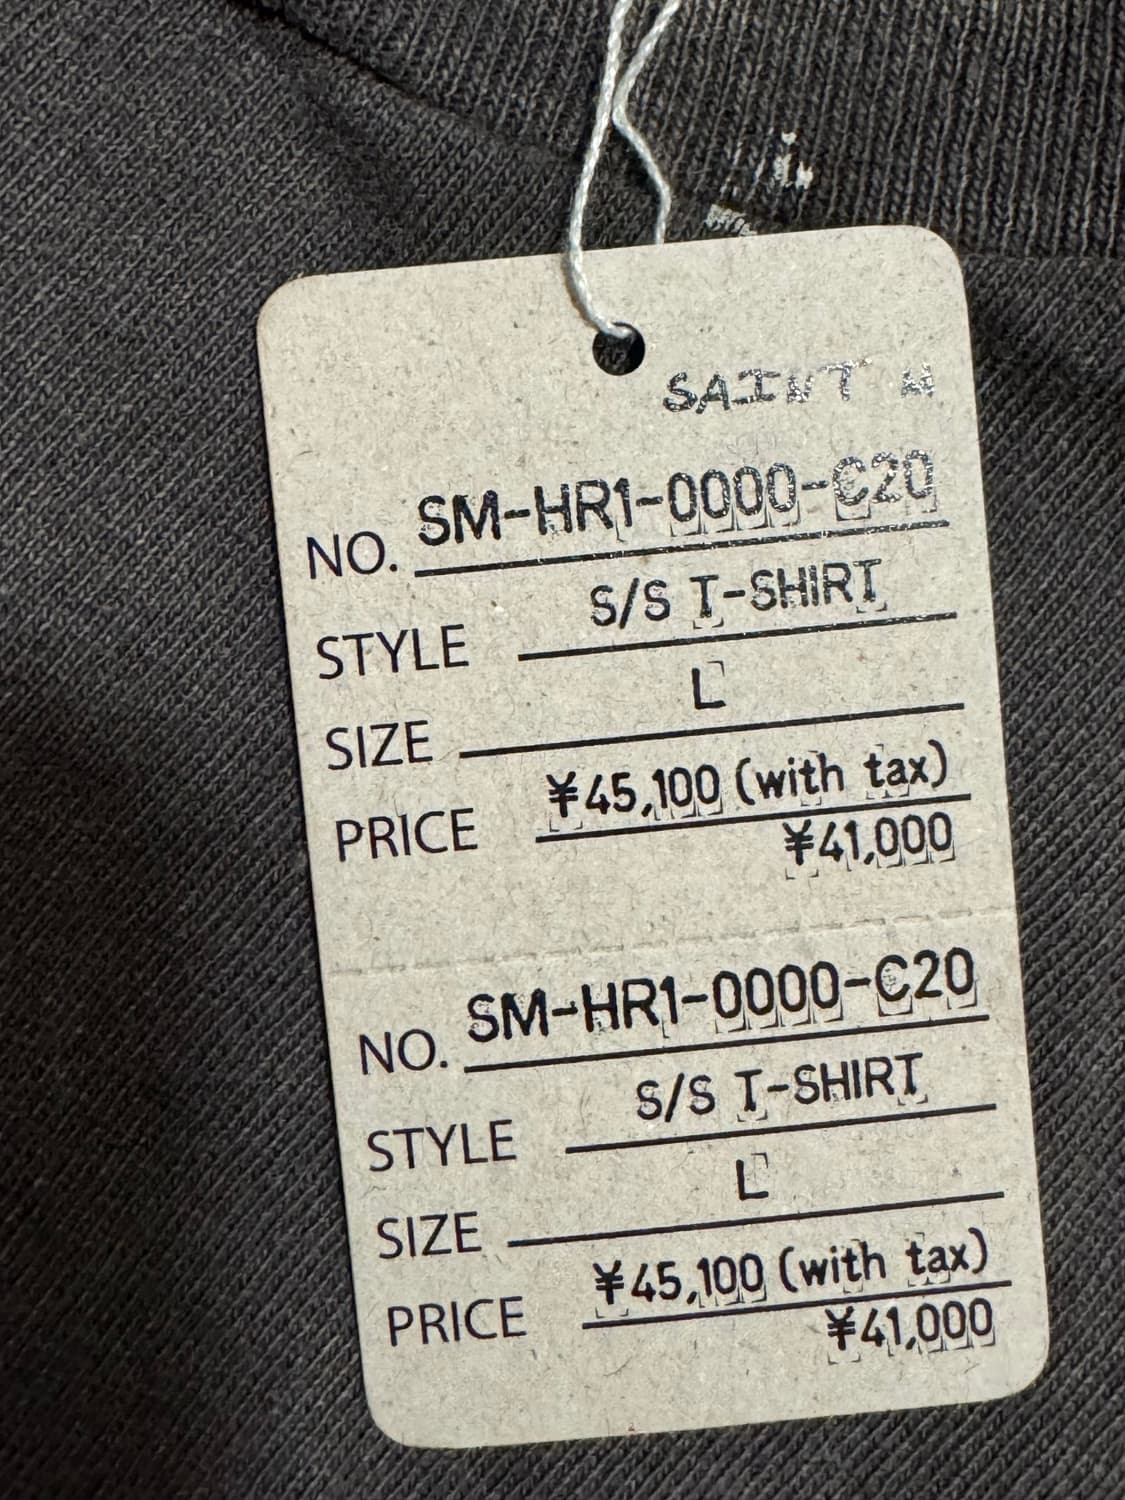 SAINT M
NO. SM-HR1-0000-C20
STYLE S/S T-SHIRT
SIZE L
PRICE ¥45,100 (with tax)
¥41,000
NO. SM-HR1-0000-C20
STYLE S/S T-SHIRT
SIZE L
PRICE ¥45,100 (with tax)
¥41,000